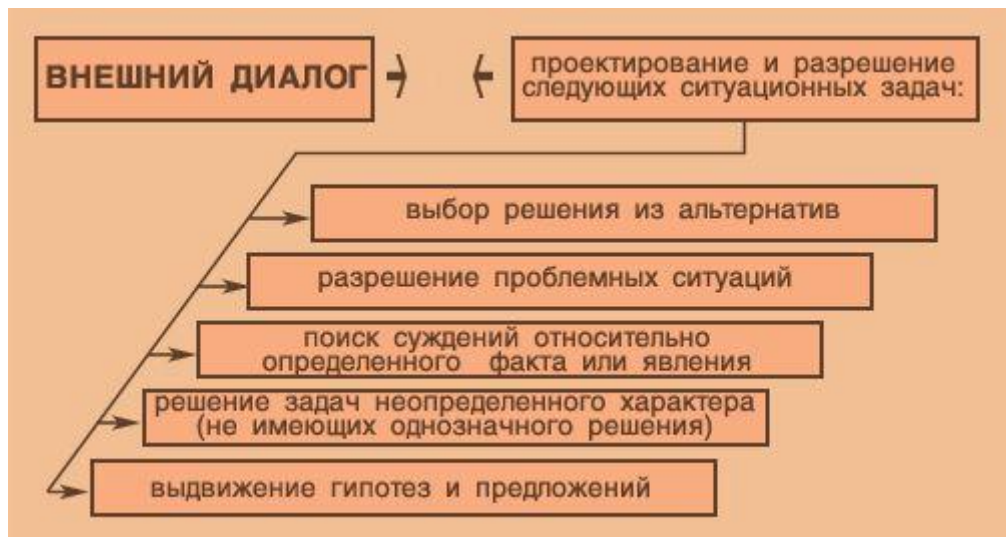 ВНЕШНИЙ ДИАЛОГ
проектирование и разрешение
следующих ситуационных задач:
выбор решения из альтернатив
разрешение проблемных ситуаций
поиск суждений относительно
определенного факта или явления
решение задач неопределенного характера
(не имеющих однозначного решения)
выдвижение гипотез и предложений